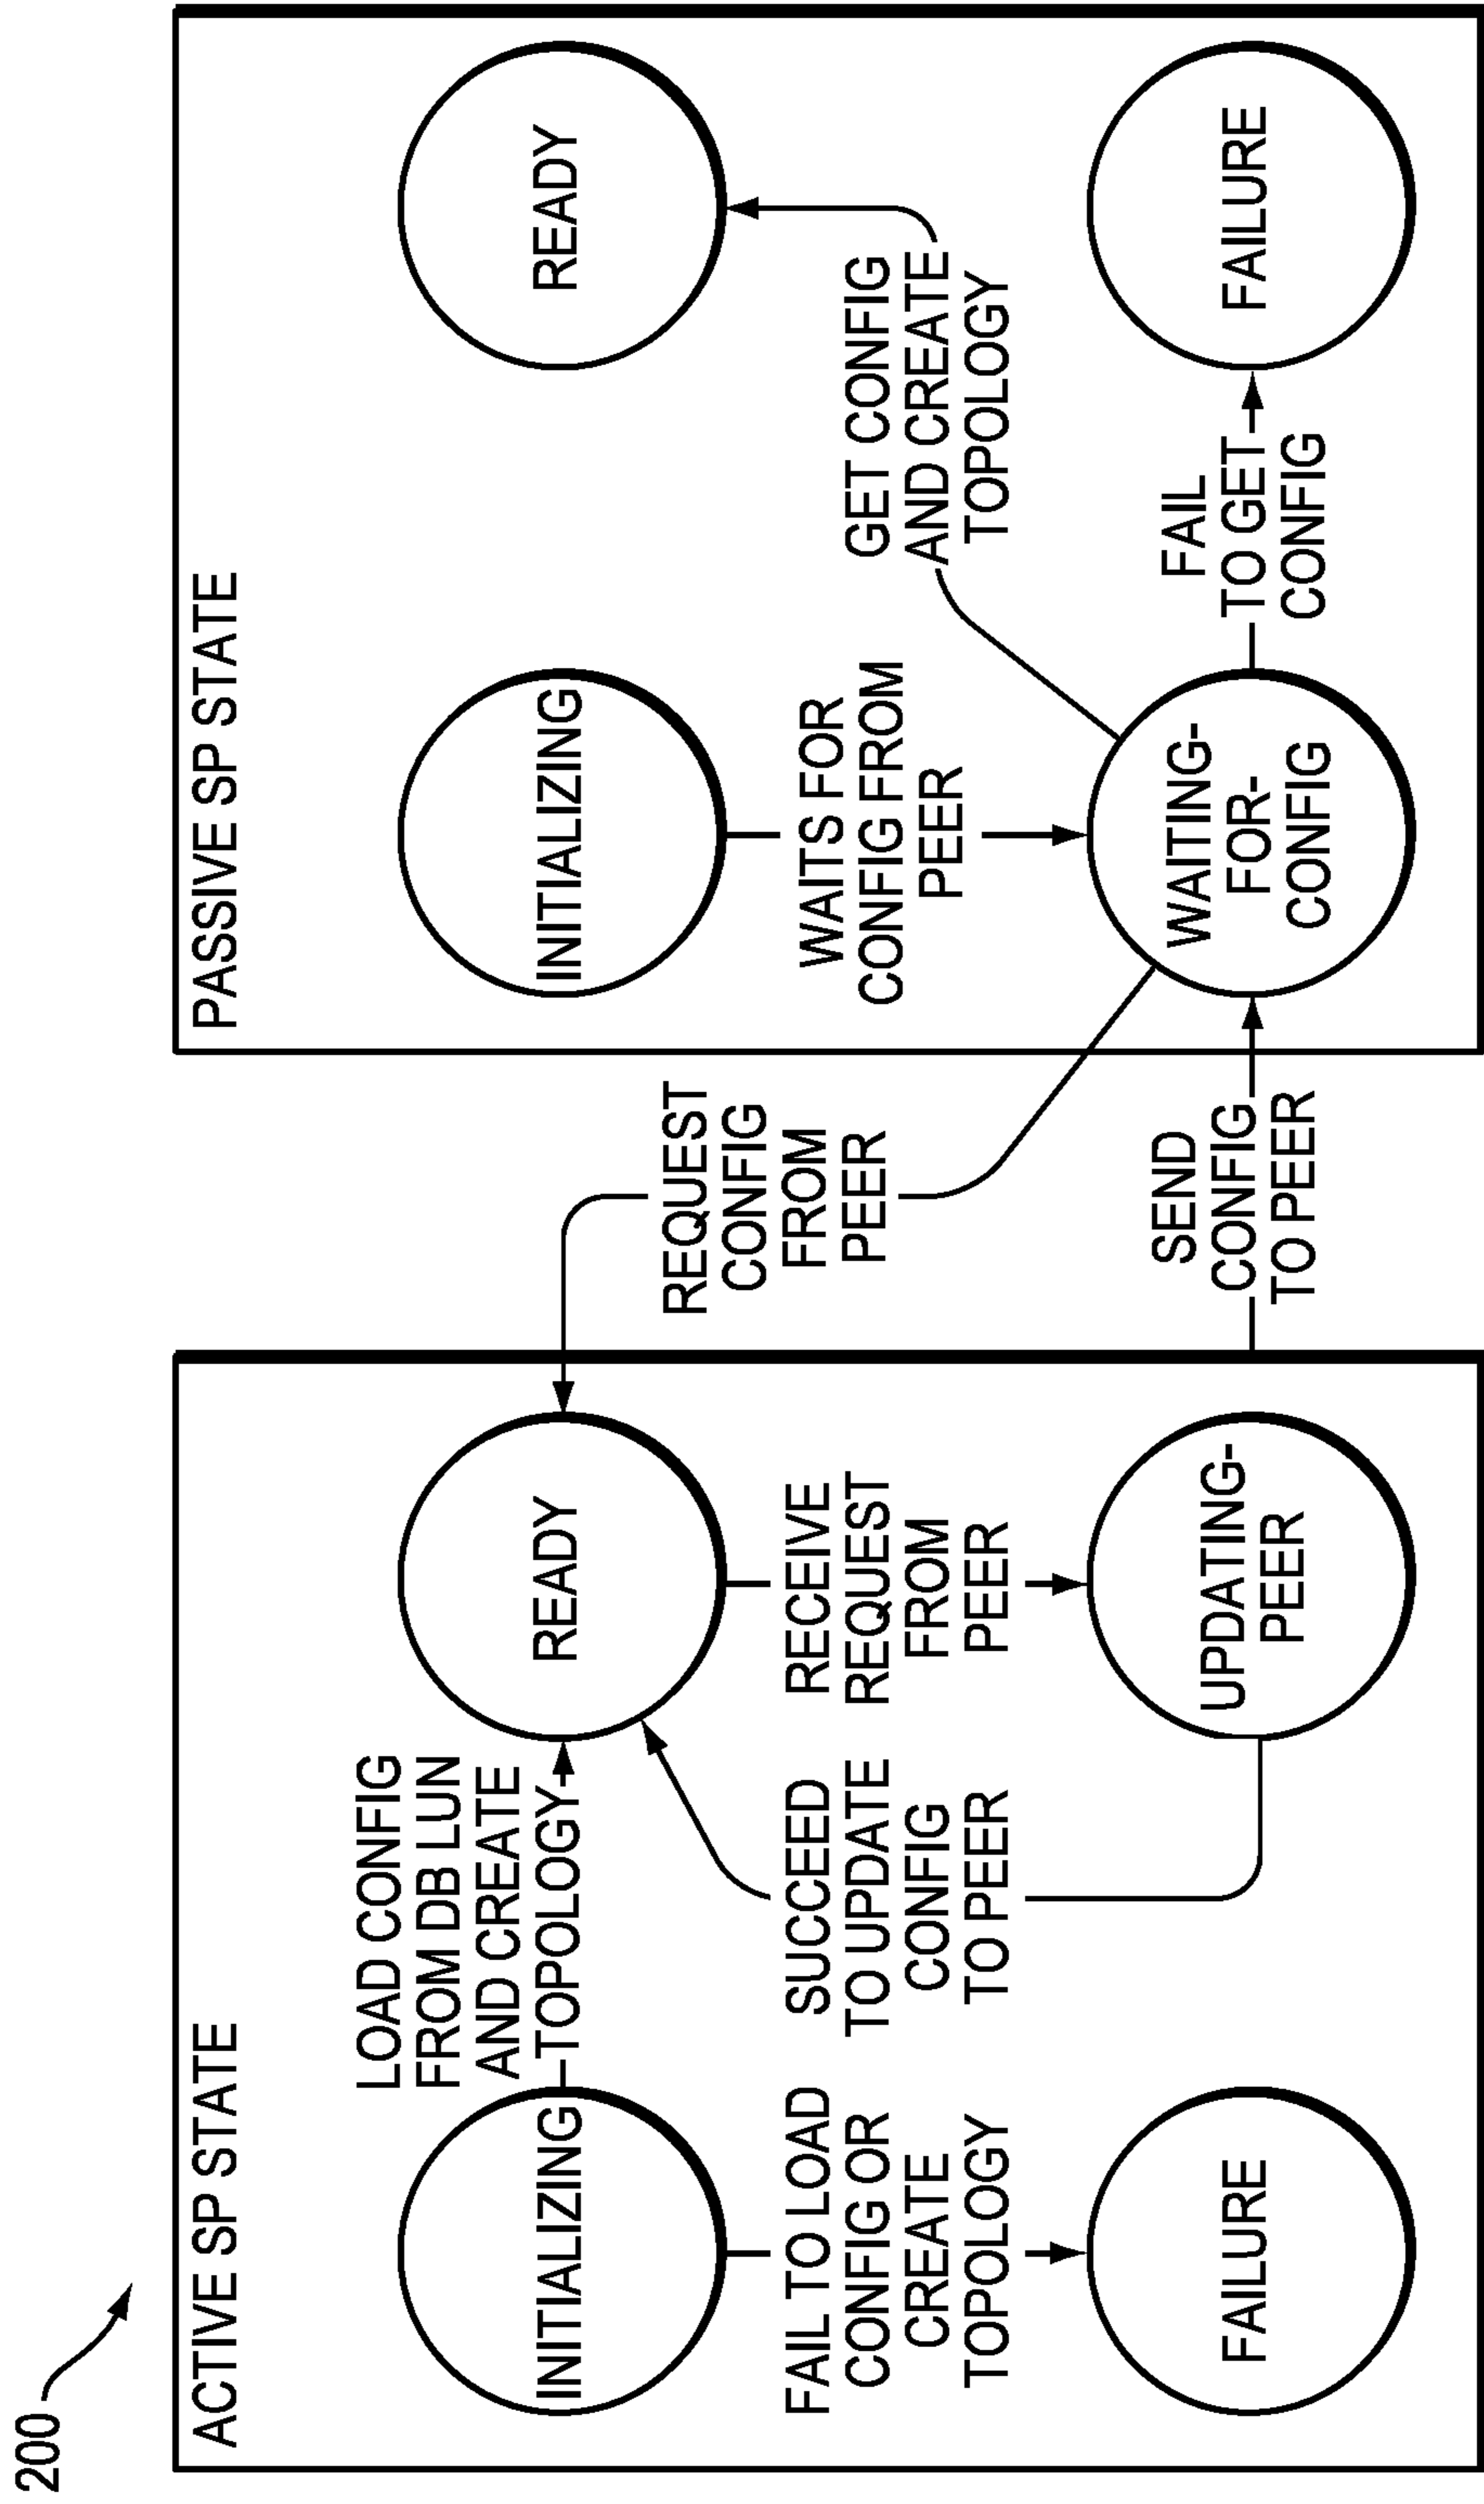 200
ACTIVE SP STATE
INITIALIZING
LOAD CONFIG
FROM DB LUN
AND CREATE
TOPOLOGY
READY
FAIL TO LOAD
CONFIG OR
CREATE
TOPOLOGY
SUCCEED
TO UPDATE
CONFIG
TO PEER
RECEIVE
REQUEST
FROM
PEER
FAILURE
UPDATING-
PEER
REQUEST
CONFIG
FROM
PEER
SEND
CONFIG
TO PEER
PASSIVE SP STATE
INITIALIZING
READY
WAITS FOR
CONFIG FROM
PEER
GET CONFIG
AND CREATE
TOPOLOGY
WAITING-
FOR-
CONFIG
FAIL
TO GET
CONFIG
FAILURE